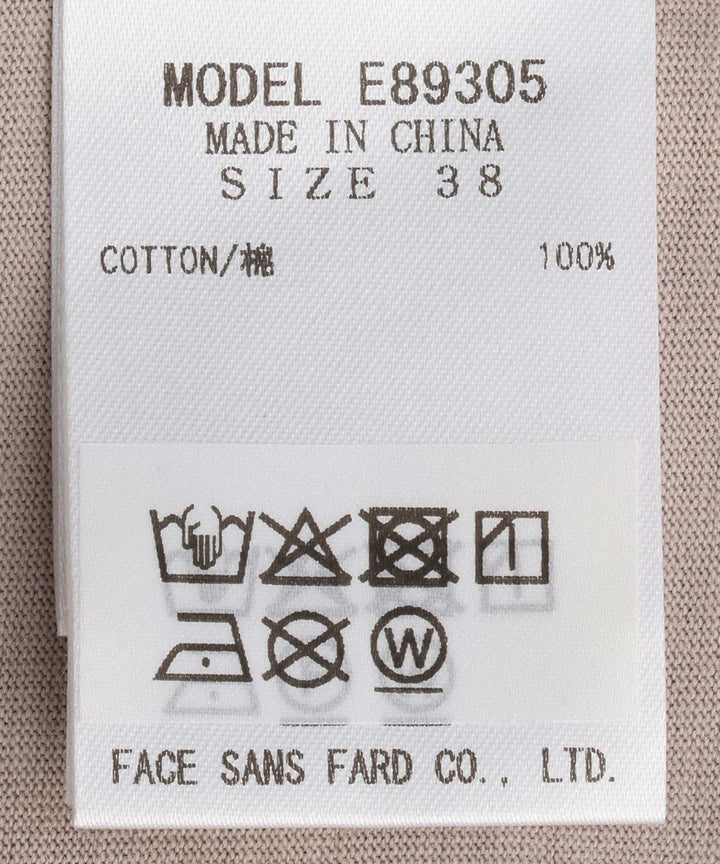 MODEL E89305
MADE IN CHINA
SIZE 38
COTTON/棉 100%
W
FACE SANS FARD CO., LTD.